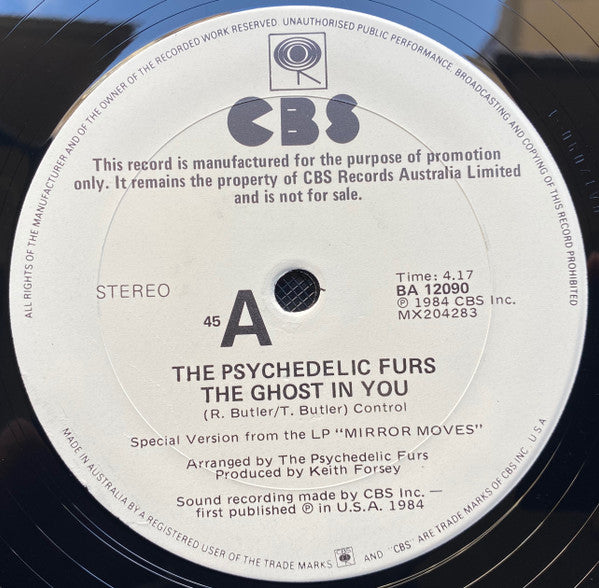 ALL RIGHTS OF THE MANUFACTURER AND OF THE OWNER OF THE RECORDED WORK RESERVED. UNAUTHORISED PUBLIC PERFORMANCE, BROADCASTING AND COPYING OF THIS RECORD PROHIBITED
CBS
This record is manufactured for the purpose of promotion
only. It remains the property of CBS Records Australia Limited
and is not for sale.
STEREO
45 A
Time: 4.17
BA 12090
℗ 1984 CBS Inc.
MX204283
THE PSYCHEDELIC FURS
THE GHOST IN YOU
(R. Butler/T. Butler) Control
Special Version from the LP "MIRROR MOVES"
Arranged by The Psychedelic Furs
Produced by Keith Forsey
Sound recording made by CBS Inc. —
first published ℗ in U.S.A. 1984
MADE IN AUSTRALIA BY A REGISTERED USER OF THE TRADE MARKS CBS AND "CBS" ARE TRADE MARKS OF CBS INC. U.S.A